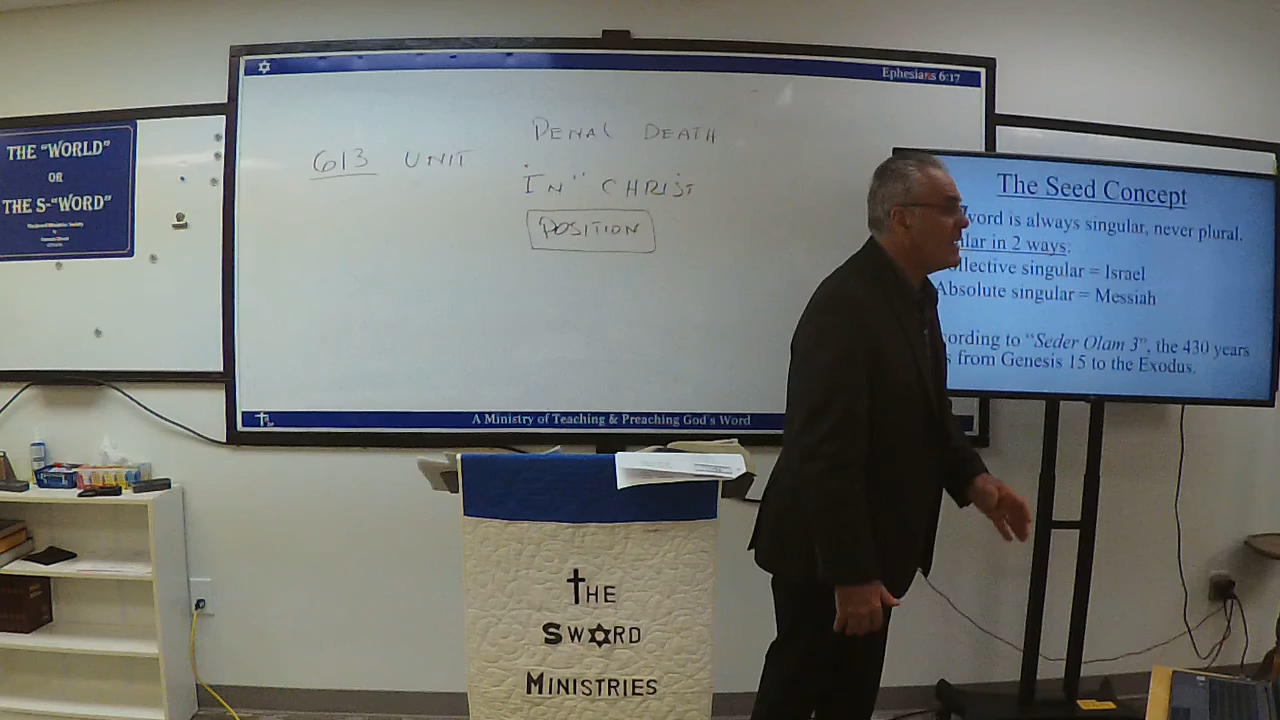 THE "WORLD"
OR
THE S-"WORD"
Ephesians 6:17
613 UNIT
PENAL DEATH
IN" CHRIST
POSITION
A Ministry of Teaching & Preaching God's Word
The Seed Concept
word is always singular, never plural.
in 2 ways:
ollective singular = Israel
Absolute singular = Messiah
ording to "Seder Olam 3", the 430 years
from Genesis 15 to the Exodus.
THE
SWORD
MINISTRIES